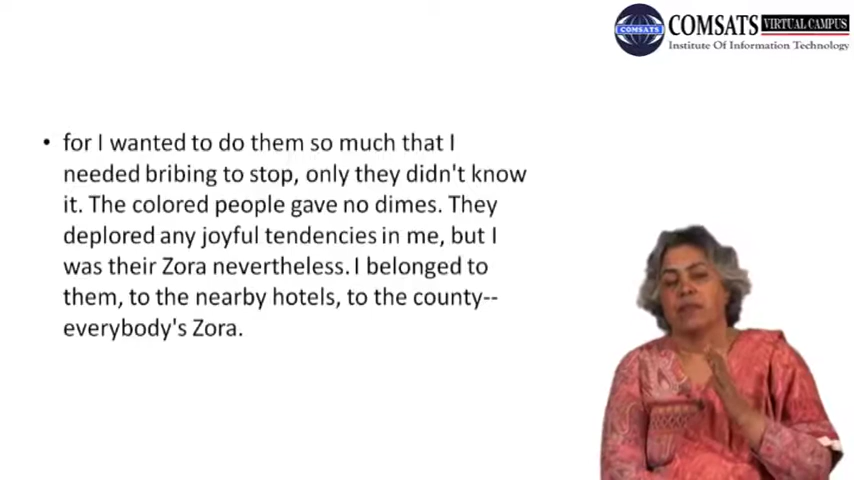 COMSATS VIRTUAL CAMPUS
COMSATS
Institute Of Information Technology
• for I wanted to do them so much that I
needed bribing to stop, only they didn't know
it. The colored people gave no dimes. They
deplored any joyful tendencies in me, but I
was their Zora nevertheless. I belonged to
them, to the nearby hotels, to the county--
everybody's Zora.